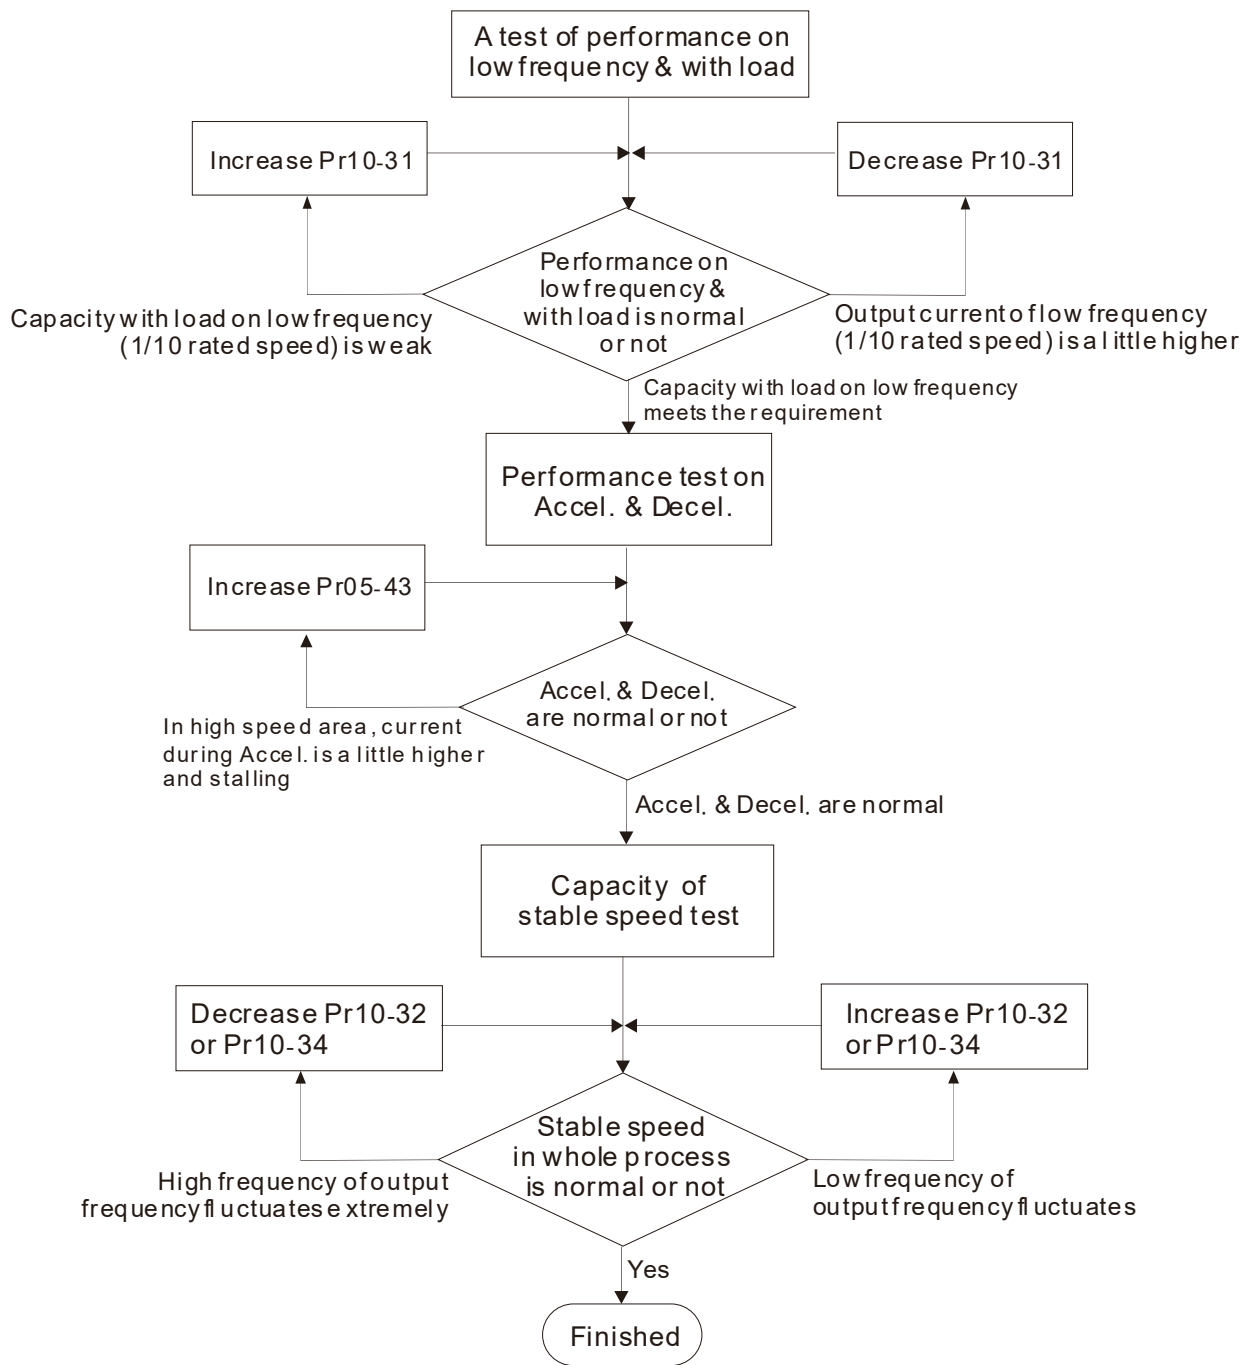 A test of performance on
low frequency & with load
Increase Pr10-31
Decrease Pr10-31
Performance on
low frequency &
with load is normal
or not
Capacity with load on low frequency
(1/10 rated speed) is weak
Output current of low frequency
(1/10 rated speed) is a little higher
Capacity with load on low frequency
meets the requirement
Performance test on
Accel. & Decel.
Increase Pr05-43
Accel. & Decel.
are normal or not
In high speed area, current
during Accel. is a little higher
and stalling
Accel. & Decel. are normal
Capacity of
stable speed test
Decrease Pr10-32
or Pr10-34
Increase Pr10-32
or Pr10-34
Stable speed
in whole process
is normal or not
High frequency of output
frequency fluctuates extremely
Low frequency of
output frequency fluctuates
Yes
Finished